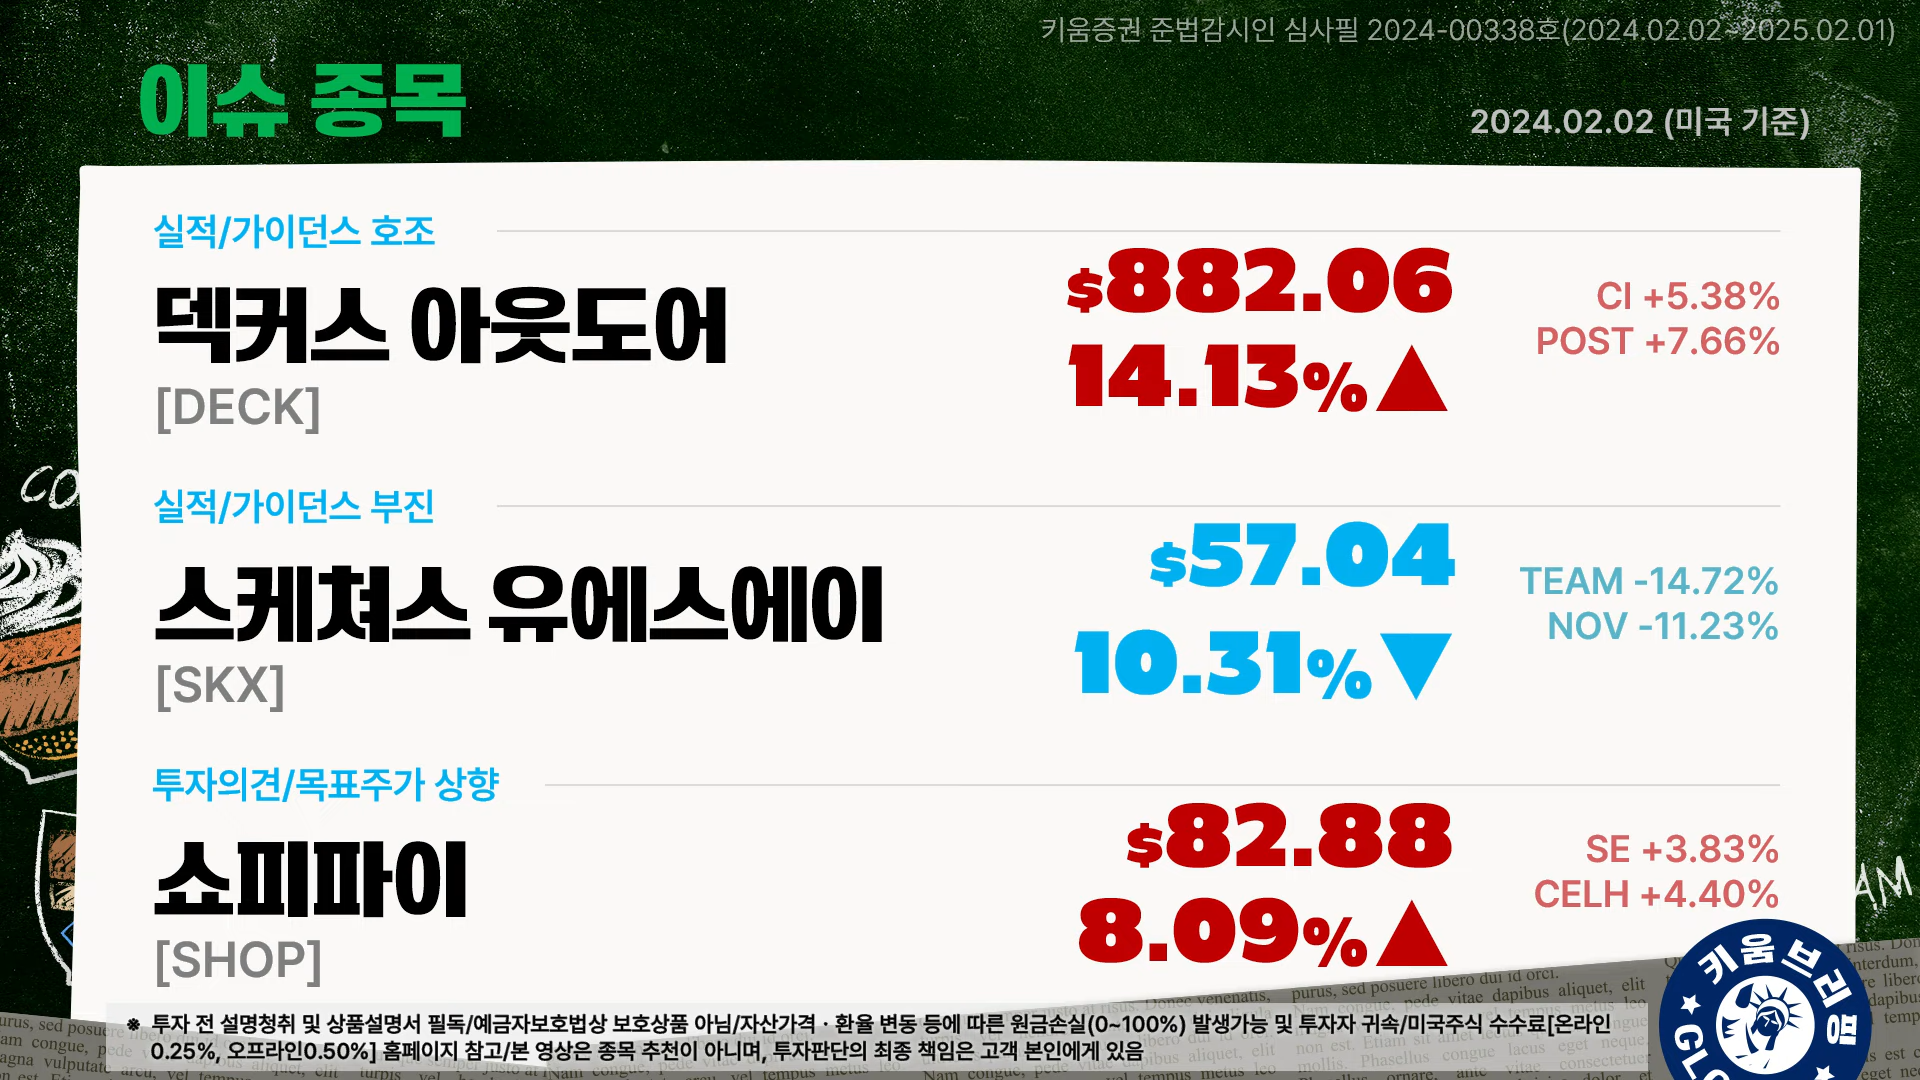 키움증권 준법감시인 심사필 2024-00338호(2024.02.02~2025.02.01)
이슈 종목
2024.02.02 (미국 기준)
실적/가이던스 호조
덱커스 아웃도어
[DECK]
$882.06
14.13%▲
CI +5.38%
POST +7.66%
실적/가이던스 부진
스케쳐스 유에스에이
[SKX]
$57.04
10.31%▼
TEAM -14.72%
NOV -11.23%
투자의견/목표주가 상향
쇼피파이
[SHOP]
$82.88
8.09%▲
SE +3.83%
CELH +4.40%
키움 브리핑
※ 투자 전 설명청취 및 상품설명서 필독/예금자보호법상 보호상품 아님/자산가격 · 환율 변동 등에 따른 원금손실(0~100%) 발생가능 및 투자자 귀속/미국주식 수수료[온라인
0.25%, 오프라인0.50%] 홈페이지 참고/본 영상은 종목 추천이 아니며, 투자판단의 최종 책임은 고객 본인에게 있음